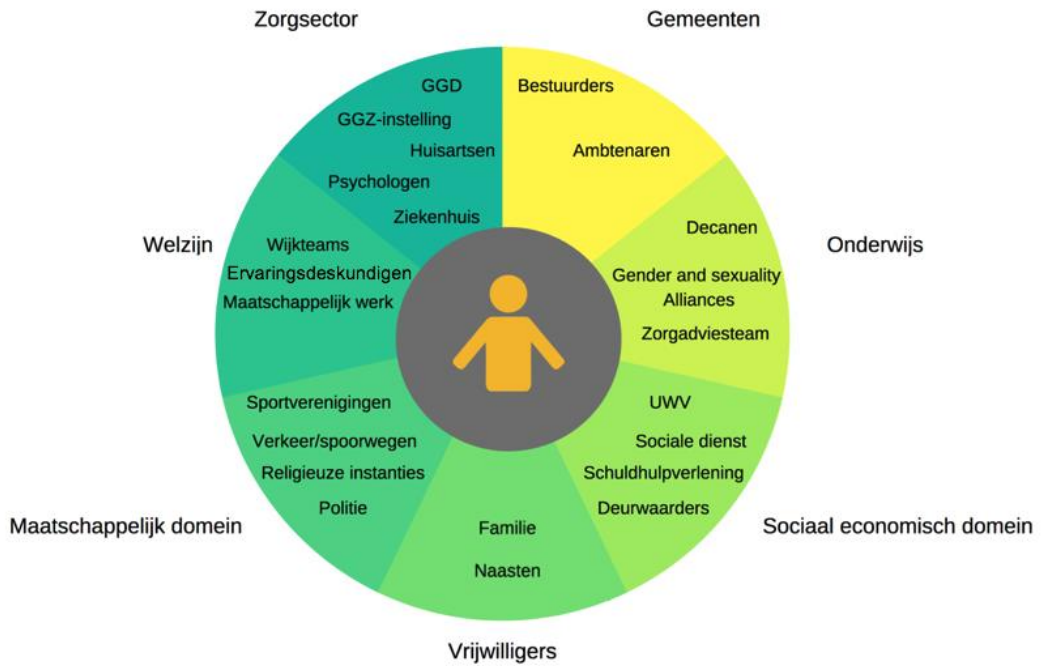 Zorgsector
Gemeenten
GGD
GGZ-instelling
Huisartsen
Psychologen
Ziekenhuis
Bestuurders
Ambtenaren
Welzijn
Wijkteams
Ervaringsdeskundigen
Maatschappelijk werk
Onderwijs
Decanen
Gender and sexuality
Alliances
Zorgadviesteam
Maatschappelijk domein
Sportverenigingen
Verkeer/spoorwegen
Religieuze instanties
Politie
Sociaal economisch domein
UWV
Sociale dienst
Schuldhulpverlening
Deurwaarders
Familie
Naasten
Vrijwilligers